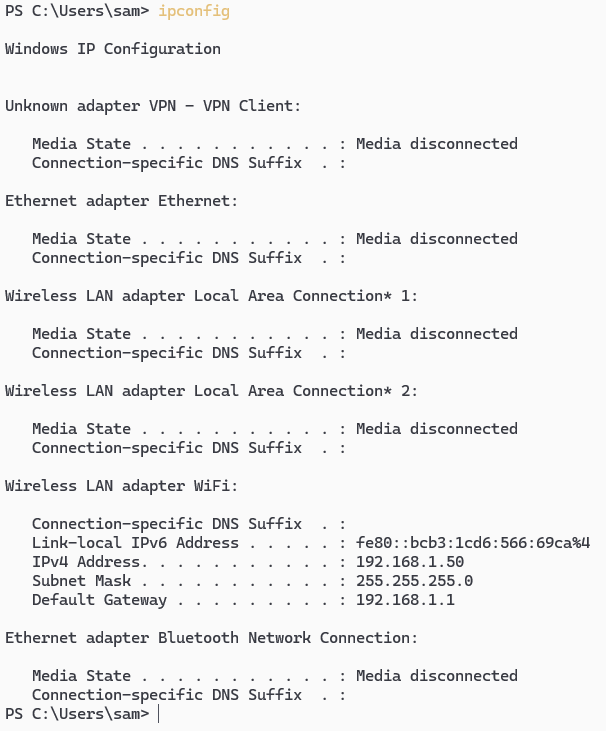 PS C:\Users\sam> ipconfig
Windows IP Configuration
Unknown adapter VPN - VPN Client:
Media State . . . . . . . . . . . : Media disconnected
Connection-specific DNS Suffix  . :
Ethernet adapter Ethernet:
Media State . . . . . . . . . . . : Media disconnected
Connection-specific DNS Suffix  . :
Wireless LAN adapter Local Area Connection* 1:
Media State . . . . . . . . . . . : Media disconnected
Connection-specific DNS Suffix  . :
Wireless LAN adapter Local Area Connection* 2:
Media State . . . . . . . . . . . : Media disconnected
Connection-specific DNS Suffix  . :
Wireless LAN adapter WiFi:
Connection-specific DNS Suffix  . :
Link-local IPv6 Address . . . . . : fe80::bcb3:1cd6:566:69ca%4
IPv4 Address. . . . . . . . . . . : 192.168.1.50
Subnet Mask . . . . . . . . . . . : 255.255.255.0
Default Gateway . . . . . . . . . : 192.168.1.1
Ethernet adapter Bluetooth Network Connection:
Media State . . . . . . . . . . . : Media disconnected
Connection-specific DNS Suffix  . :
PS C:\Users\sam>